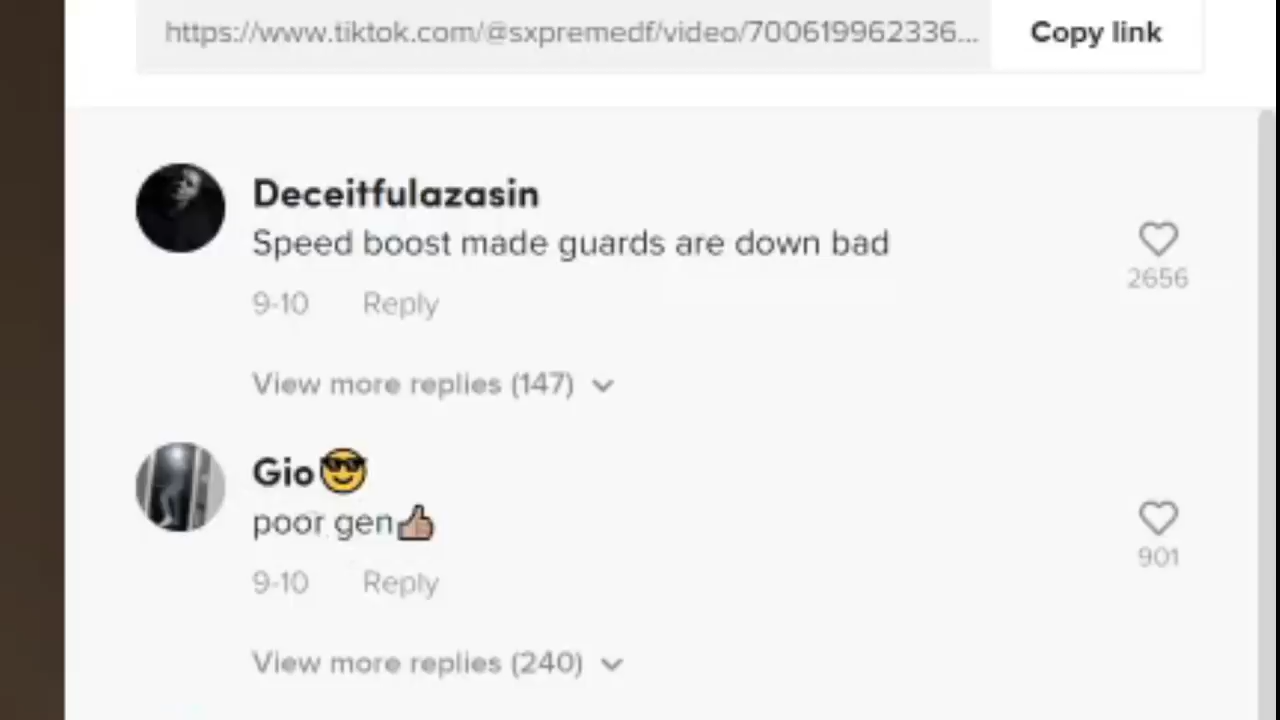 https://www.tiktok.com/@sxpremedf/video/700619962336...
Copy link
Deceitfulazasin
Speed boost made guards are down bad
2656
9-10 Reply
View more replies (147)
Gio😎
poor gen👍🏼
901
9-10 Reply
View more replies (240)